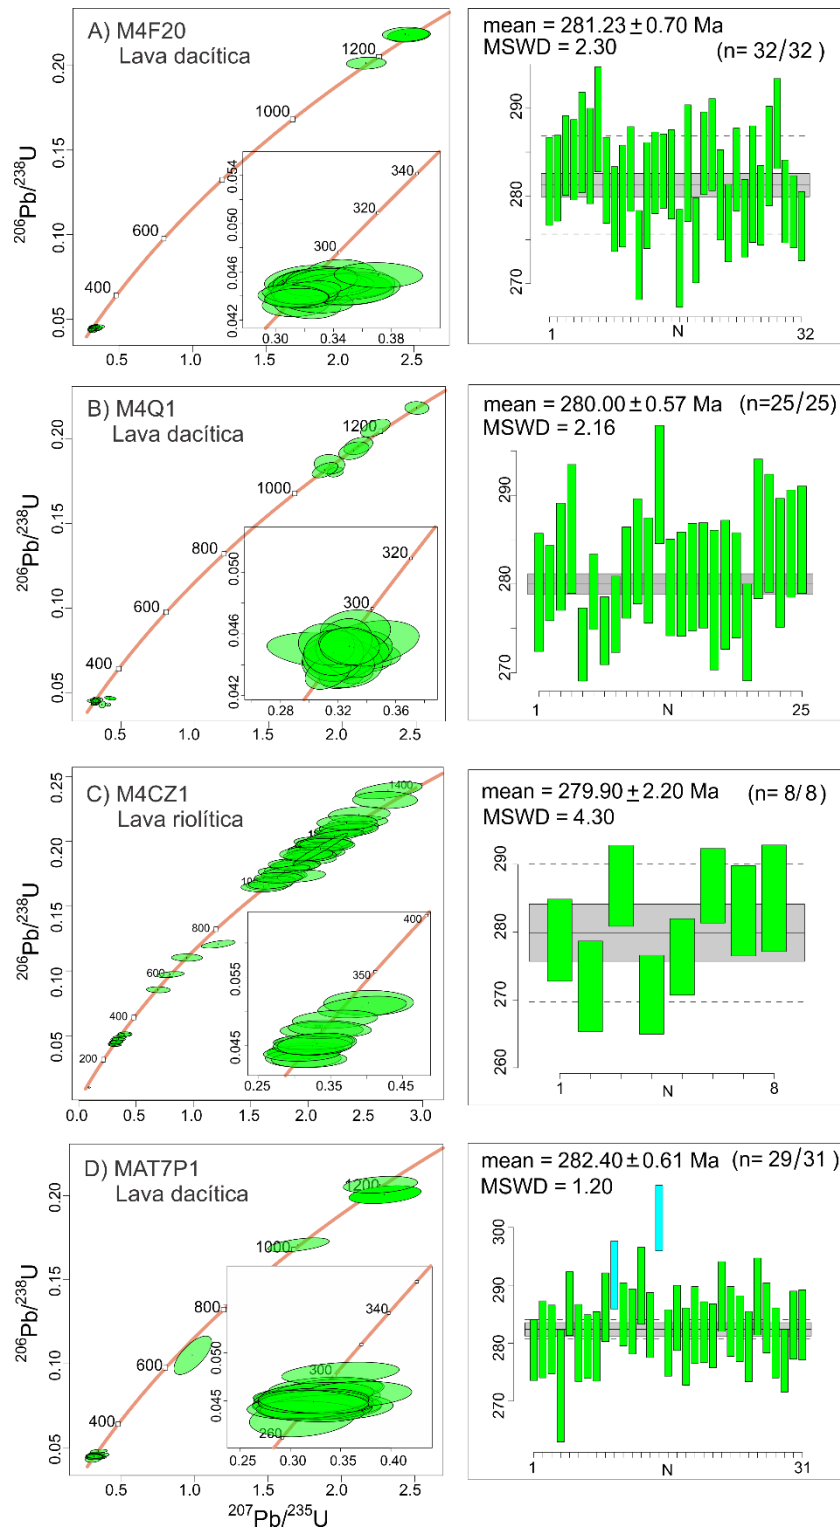 A) M4F20
Lava dacítica
206Pb/238U
0.20
0.15
0.10
0.05
0.5 1.0 1.5 2.0 2.5
400
600
1000
1200
0.054
0.050
0.046
0.042
0.30 0.34 0.38
300
320
340
mean = 281.23 ± 0.70 Ma
MSWD = 2.30 (n= 32/32)
290
280
270
1 N 32
B) M4Q1
Lava dacítica
206Pb/238U
0.20
0.15
0.10
0.05
0.5 1.0 1.5 2.0 2.5
400
600
800
1000
1200
0.050
0.046
0.042
0.28 0.32 0.36
300
320
mean = 280.00 ± 0.57 Ma (n=25/25)
MSWD = 2.16
290
280
270
1 N 25
C) M4CZ1
Lava riolítica
206Pb/238U
0.25
0.20
0.15
0.10
0.05
0.0 0.5 1.0 1.5 2.0 2.5 3.0
200
400
600
800
1400
0.055
0.045
0.25 0.35 0.45
350
400
mean = 279.90 ± 2.20 Ma (n= 8/8)
MSWD = 4.30
290
280
270
260
1 N 8
D) MAT7P1
Lava dacítica
206Pb/238U
0.20
0.15
0.10
0.05
0.5 1.0 1.5 2.0 2.5
207Pb/235U
400
600
800
1000
1200
0.050
0.045
0.25 0.30 0.35 0.40
260
300
340
mean = 282.40 ± 0.61 Ma (n= 29/31)
MSWD = 1.20
300
290
280
270
1 N 31